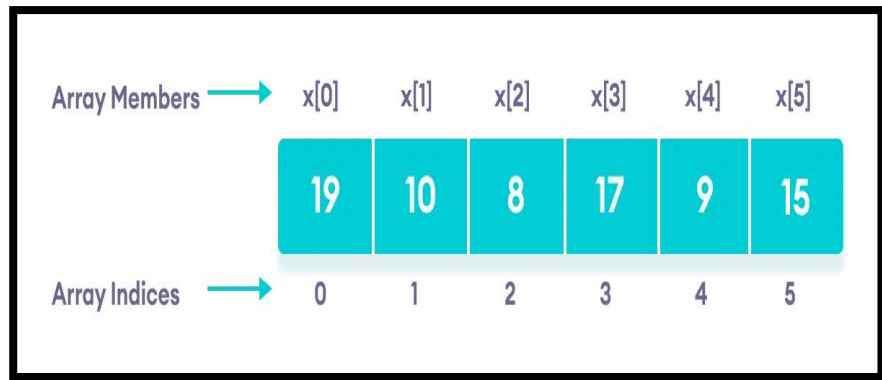 Array Members x[0] x[1] x[2] x[3] x[4] x[5]
19 10 8 17 9 15
Array Indices 0 1 2 3 4 5